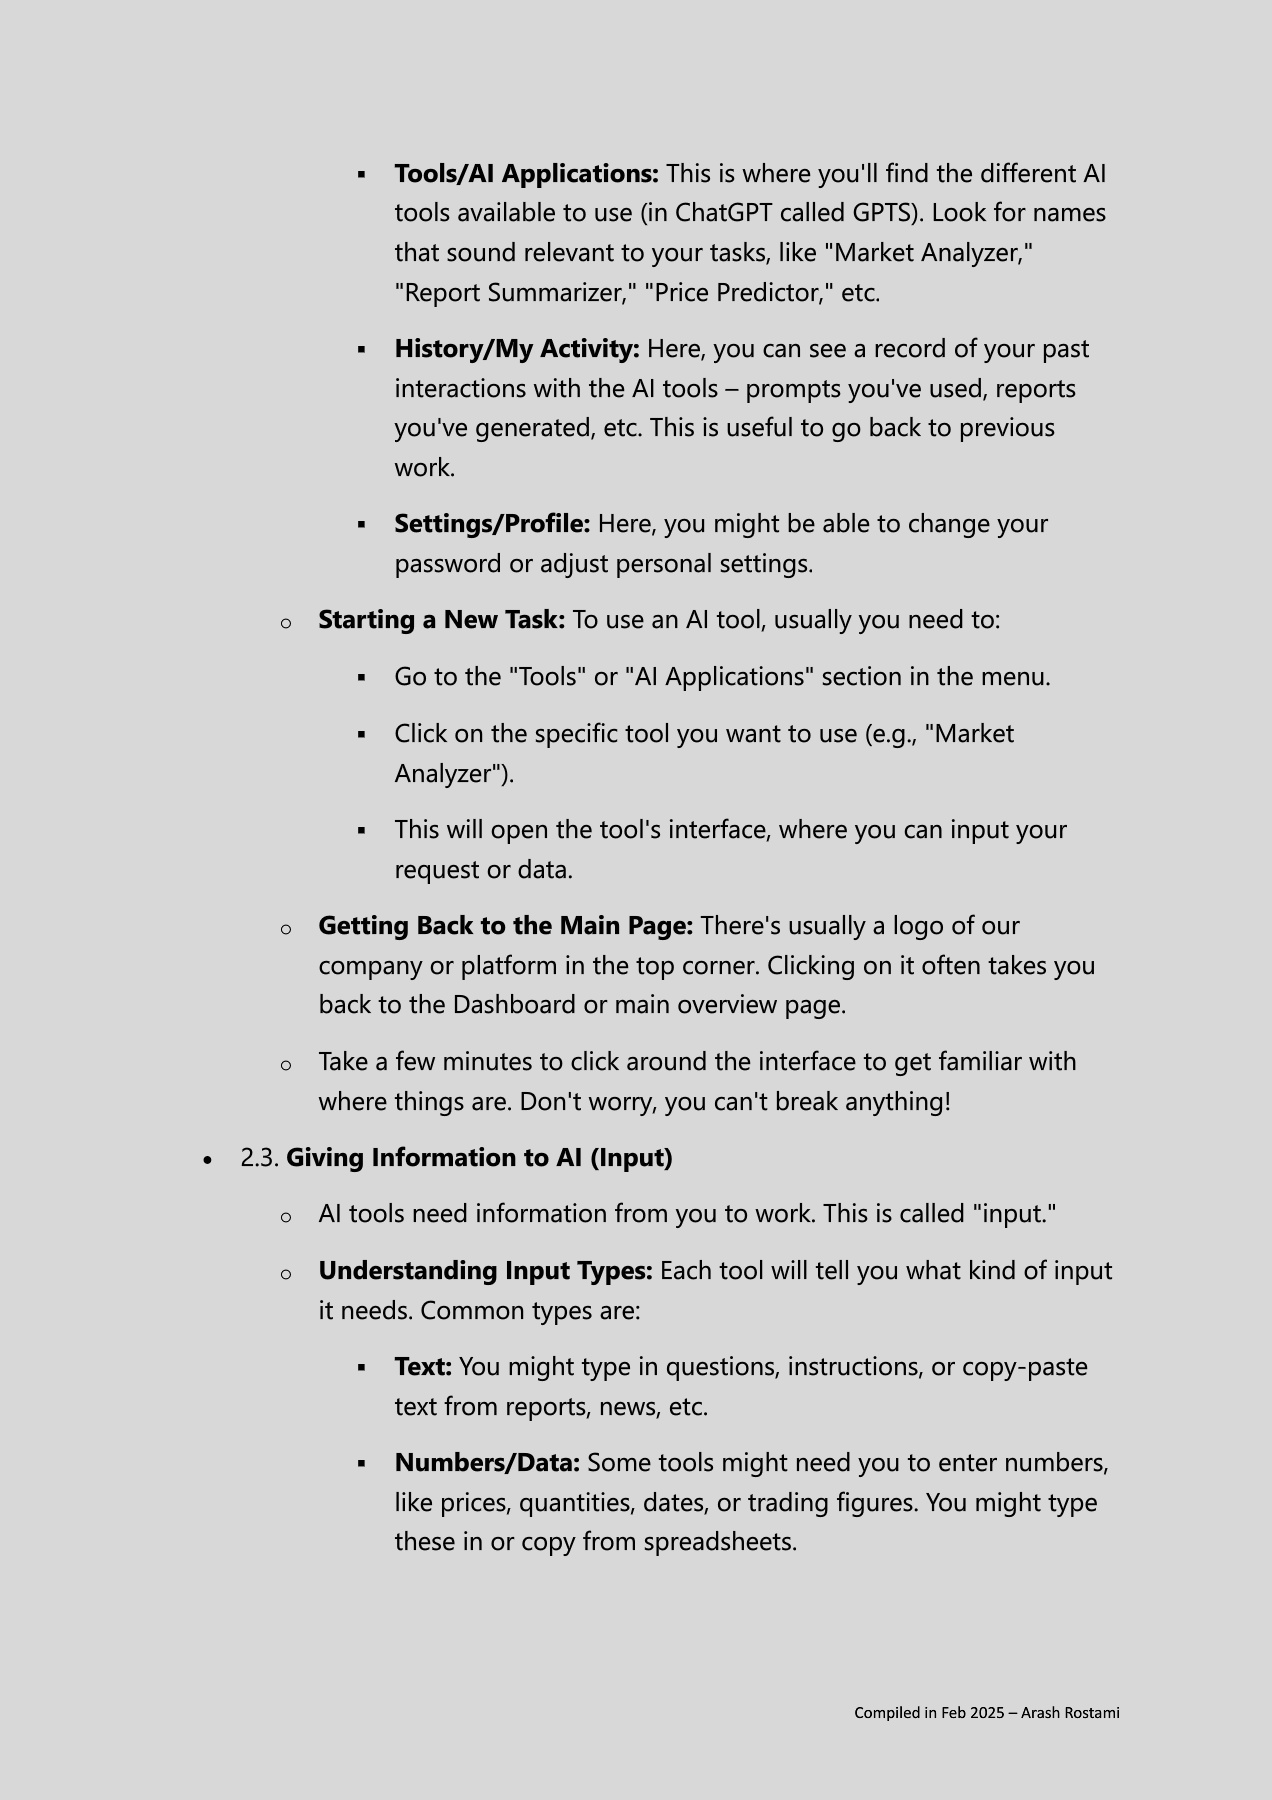 ▪ Tools/AI Applications: This is where you'll find the different AI
tools available to use (in ChatGPT called GPTS). Look for names
that sound relevant to your tasks, like "Market Analyzer,"
"Report Summarizer," "Price Predictor," etc.
▪ History/My Activity: Here, you can see a record of your past
interactions with the AI tools – prompts you've used, reports
you've generated, etc. This is useful to go back to previous
work.
▪ Settings/Profile: Here, you might be able to change your
password or adjust personal settings.
o Starting a New Task: To use an AI tool, usually you need to:
▪ Go to the "Tools" or "AI Applications" section in the menu.
▪ Click on the specific tool you want to use (e.g., "Market
Analyzer").
▪ This will open the tool's interface, where you can input your
request or data.
o Getting Back to the Main Page: There's usually a logo of our
company or platform in the top corner. Clicking on it often takes you
back to the Dashboard or main overview page.
o Take a few minutes to click around the interface to get familiar with
where things are. Don't worry, you can't break anything!
• 2.3. Giving Information to AI (Input)
o AI tools need information from you to work. This is called "input."
o Understanding Input Types: Each tool will tell you what kind of input
it needs. Common types are:
▪ Text: You might type in questions, instructions, or copy-paste
text from reports, news, etc.
▪ Numbers/Data: Some tools might need you to enter numbers,
like prices, quantities, dates, or trading figures. You might type
these in or copy from spreadsheets.
Compiled in Feb 2025 – Arash Rostami